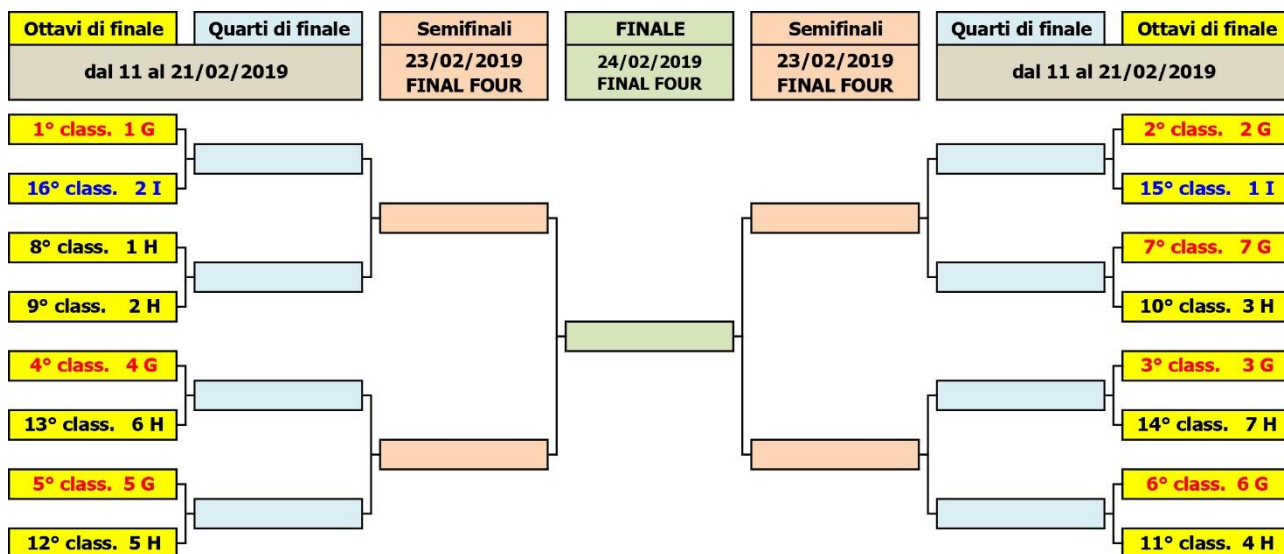 Ottavi di finale Quarti di finale Semifinali FINALE Semifinali Quarti di finale Ottavi di finale
dal 11 al 21/02/2019 23/02/2019 24/02/2019 23/02/2019 dal 11 al 21/02/2019
FINAL FOUR FINAL FOUR FINAL FOUR
1° class. 1 G 2° class. 2 G
16° class. 2 I 15° class. 1 I
8° class. 1 H 7° class. 7 G
9° class. 2 H 10° class. 3 H
4° class. 4 G 3° class. 3 G
13° class. 6 H 14° class. 7 H
5° class. 5 G 6° class. 6 G
12° class. 5 H 11° class. 4 H